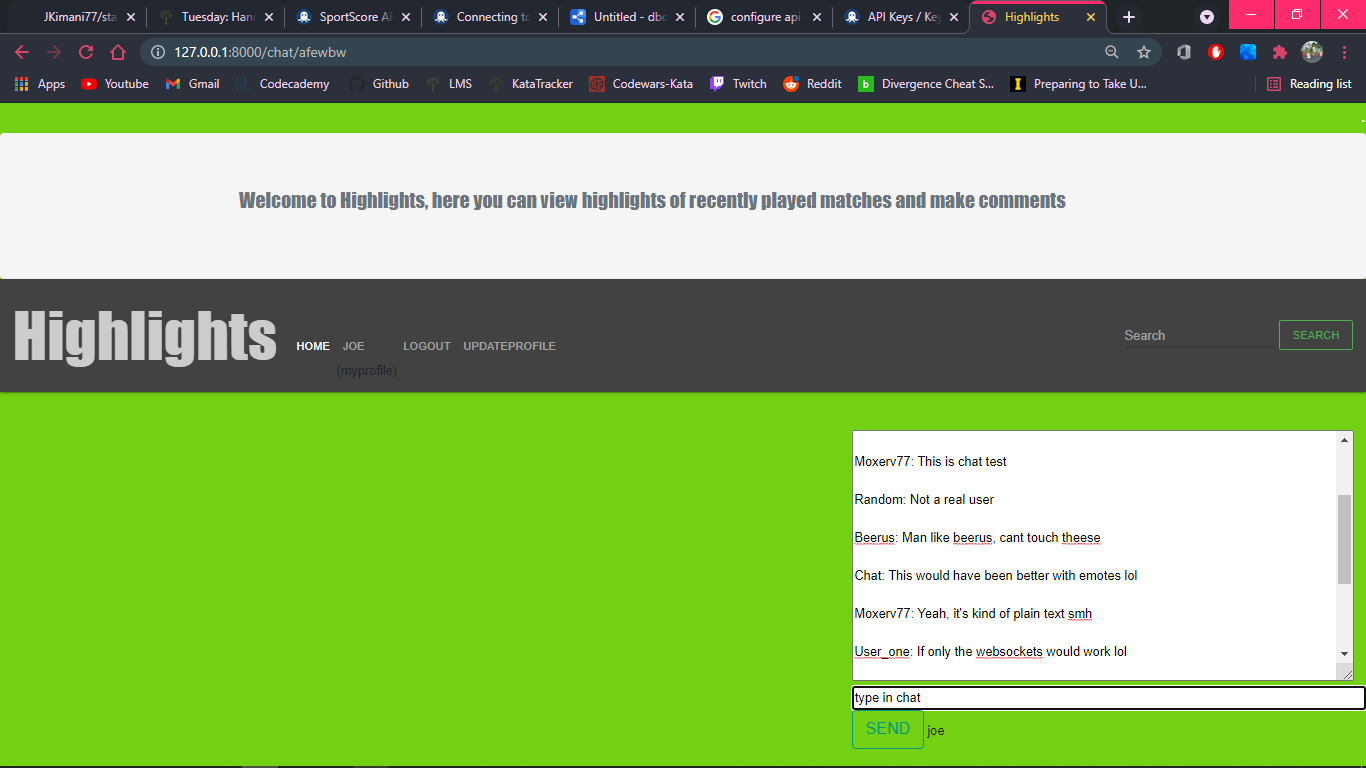 JKimani77/sta
Tuesday: Han
SportScore A
Connecting to
Untitled - dbd
configure api
API Keys / Key
Highlights
127.0.0.1:8000/chat/afewbw
Apps Youtube Gmail Codecademy Github LMS KataTracker Codewars-Kata Twitch Reddit Divergence Cheat S... Preparing to Take U... Reading list
Welcome to Highlights, here you can view highlights of recently played matches and make comments
Highlights HOME JOE LOGOUT UPDATEPROFILE Search SEARCH
(myprofile)
Moxerv77: This is chat test
Random: Not a real user
Beerus: Man like beerus, cant touch theese
Chat: This would have been better with emotes lol
Moxerv77: Yeah, it's kind of plain text smh
User_one: If only the websockets would work lol
type in chat
SEND joe